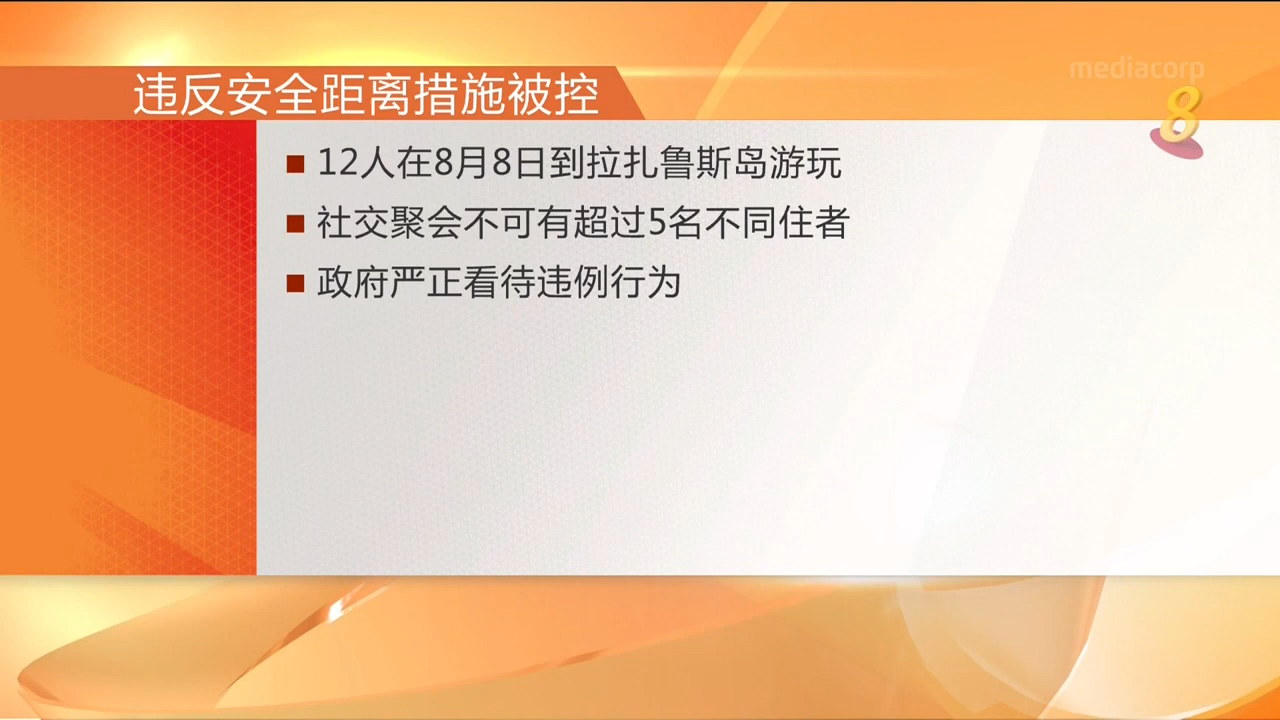 mediacorp
8
违反安全距离措施被控
12人在8月8日到拉扎鲁斯岛游玩
社交聚会不可有超过5名不同住者
政府严正看待违例行为